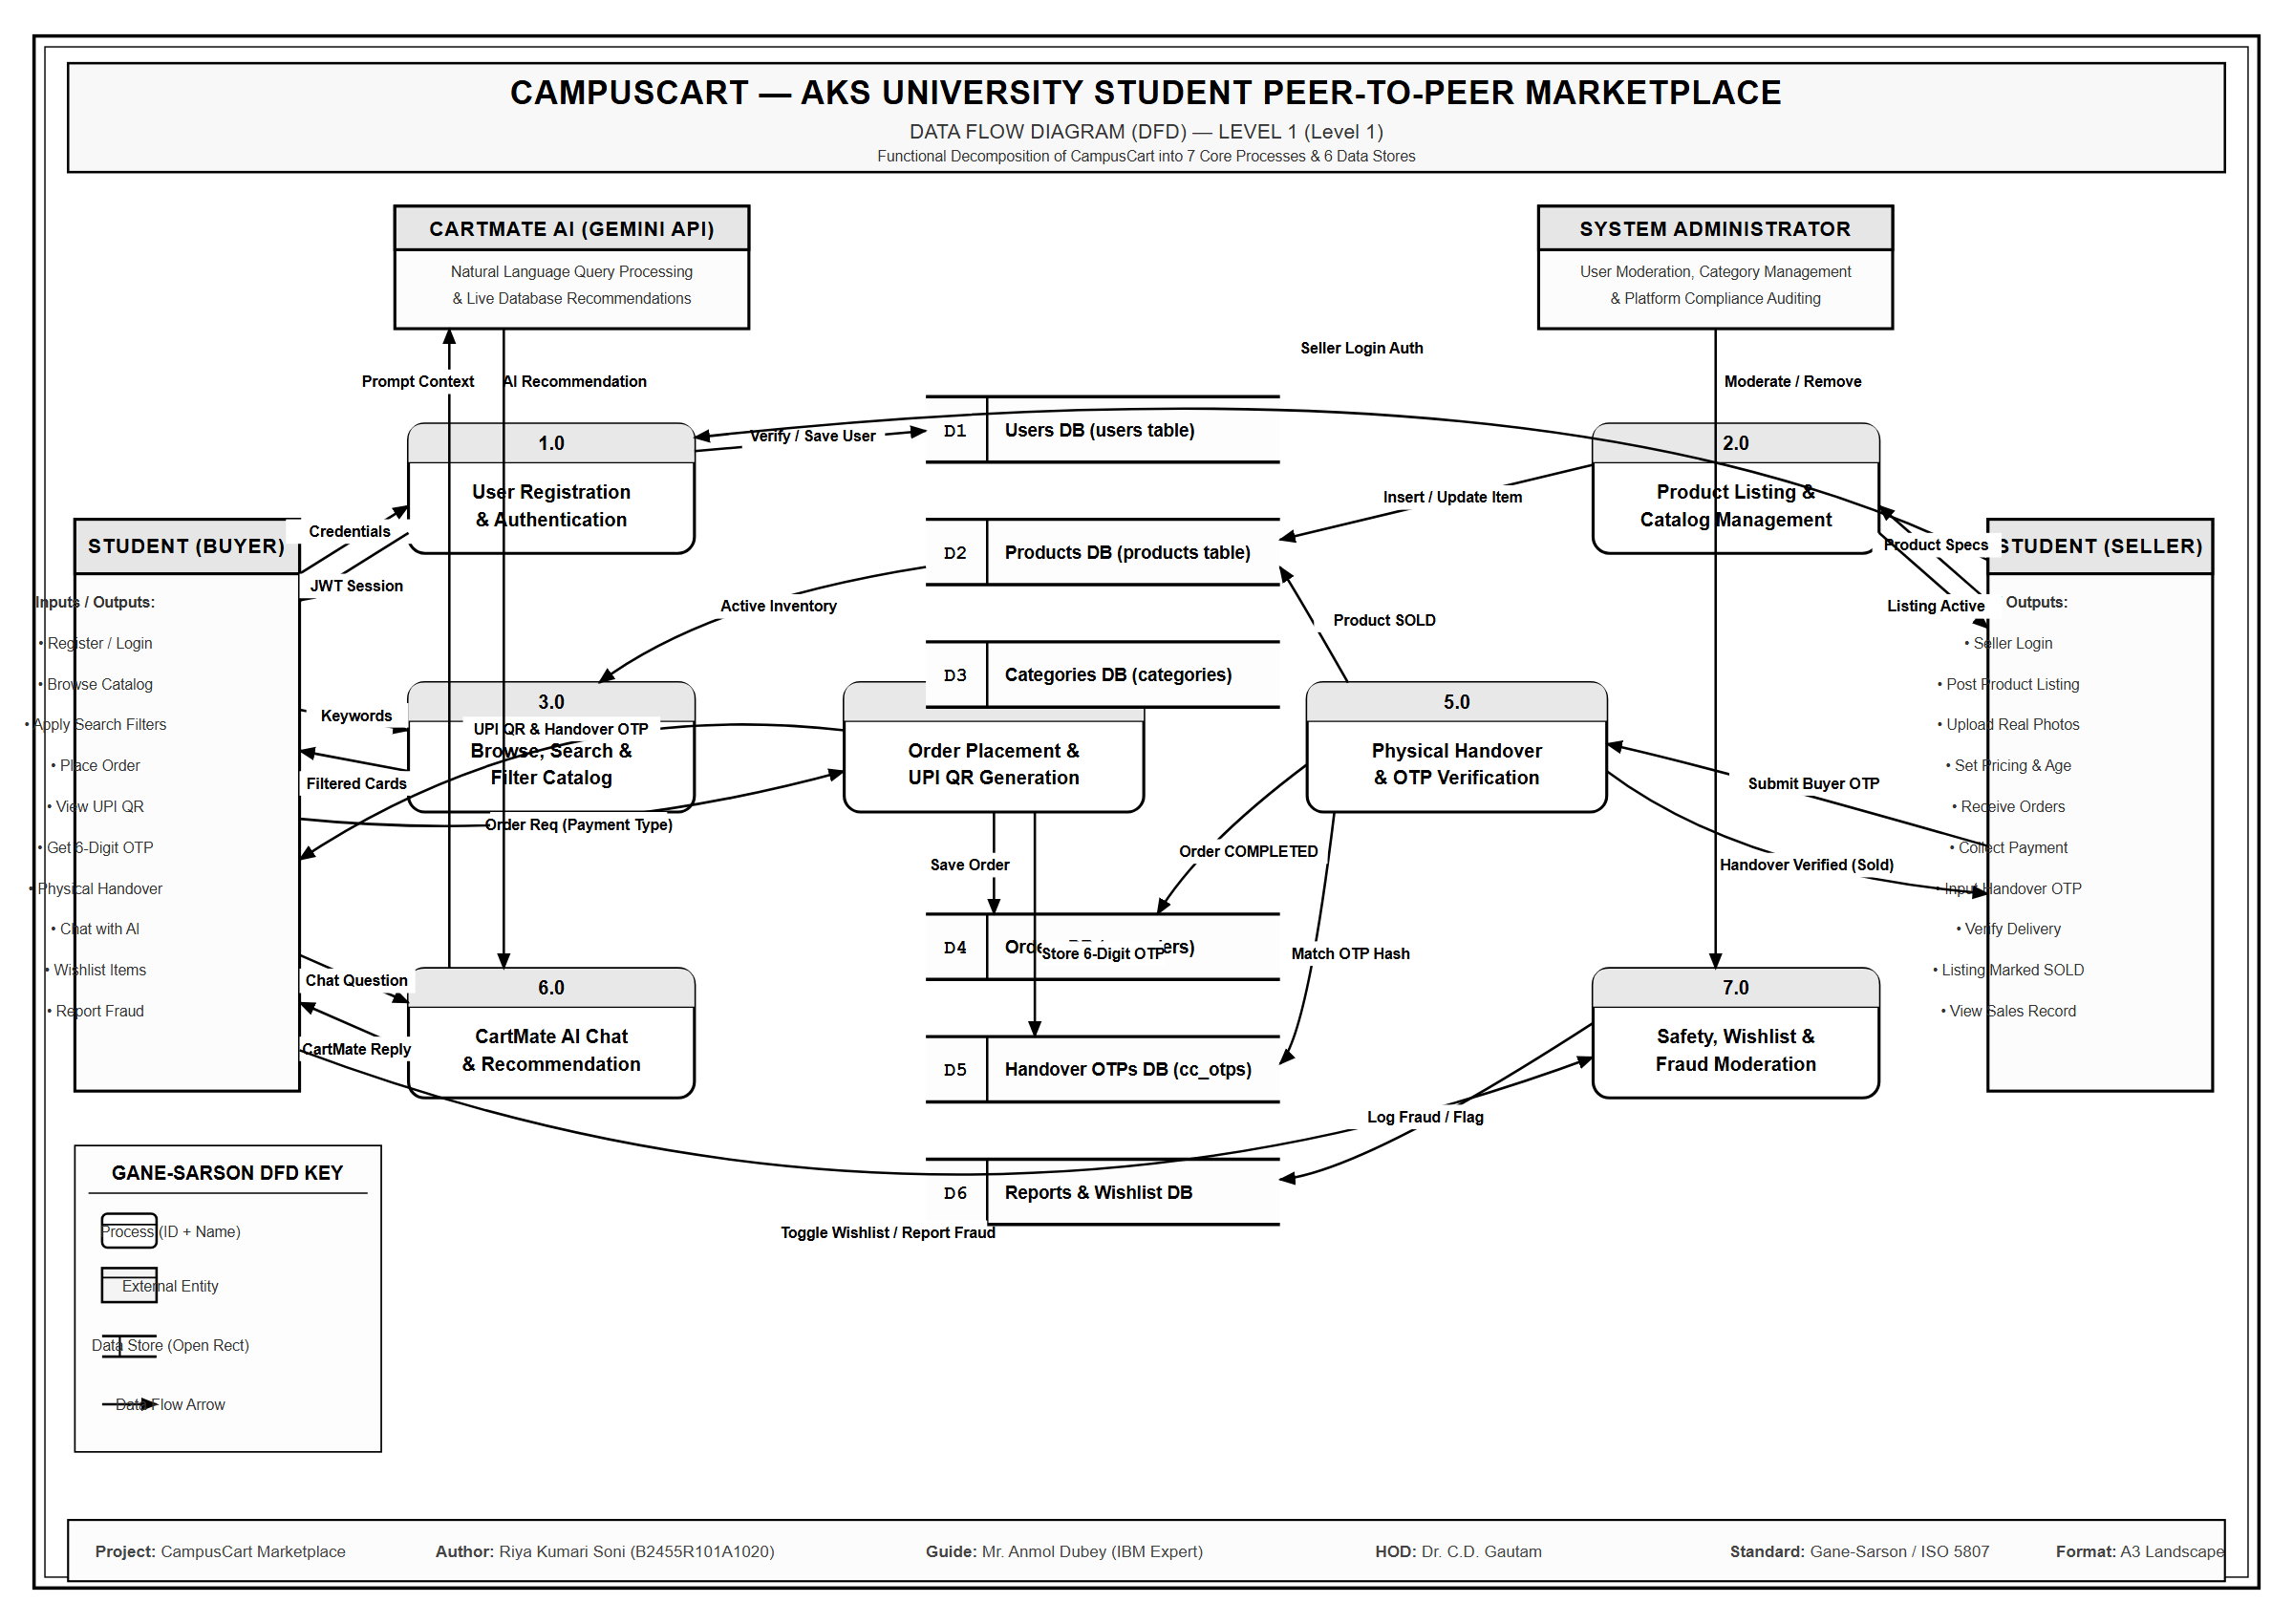 CAMPUSCART — AKS UNIVERSITY STUDENT PEER-TO-PEER MARKETPLACE
DATA FLOW DIAGRAM (DFD) — LEVEL 1 (Level 1)
Functional Decomposition of CampusCart into 7 Core Processes & 6 Data Stores
CARTMATE AI (GEMINI API)
Natural Language Query Processing
& Live Database Recommendations
SYSTEM ADMINISTRATOR
User Moderation, Category Management
& Platform Compliance Auditing
Seller Login Auth
Prompt Context
AI Recommendation
Moderate / Remove
1.0
User Registration
& Authentication
Verify / Save User
D1
Users DB (users table)
2.0
Product Listing &
Catalog Management
Insert / Update Item
D2
Products DB (products table)
Credentials
JWT Session
Product Specs
Listing Active
Active Inventory
Product SOLD
STUDENT (BUYER)
Inputs / Outputs:
• Register / Login
• Browse Catalog
• Apply Search Filters
• Place Order
• View UPI QR
• Get 6-Digit OTP
• Physical Handover
• Chat with AI
• Wishlist Items
• Report Fraud
STUDENT (SELLER)
Outputs:
• Seller Login
• Post Product Listing
• Upload Real Photos
• Set Pricing & Age
• Receive Orders
• Collect Payment
• Input Handover OTP
• Verify Delivery
• Listing Marked SOLD
• View Sales Record
D3
Categories DB (categories)
Keywords
Filtered Cards
3.0
UPI QR & Handover OTP
Browse, Search &
Filter Catalog
Order Req (Payment Type)
Order Placement &
UPI QR Generation
5.0
Physical Handover
& OTP Verification
Submit Buyer OTP
Handover Verified (Sold)
Save Order
Order COMPLETED
D4
Store 6-Digit OTP
Match OTP Hash
Chat Question
CartMate Reply
6.0
CartMate AI Chat
& Recommendation
D5
Handover OTPs DB (cc_otps)
7.0
Safety, Wishlist &
Fraud Moderation
Log Fraud / Flag
D6
Reports & Wishlist DB
Toggle Wishlist / Report Fraud
GANE-SARSON DFD KEY
Process (ID + Name)
External Entity
Data Store (Open Rect)
Data Flow Arrow
Project: CampusCart Marketplace
Author: Riya Kumari Soni (B2455R101A1020)
Guide: Mr. Anmol Dubey (IBM Expert)
HOD: Dr. C.D. Gautam
Standard: Gane-Sarson / ISO 5807
Format: A3 Landscape